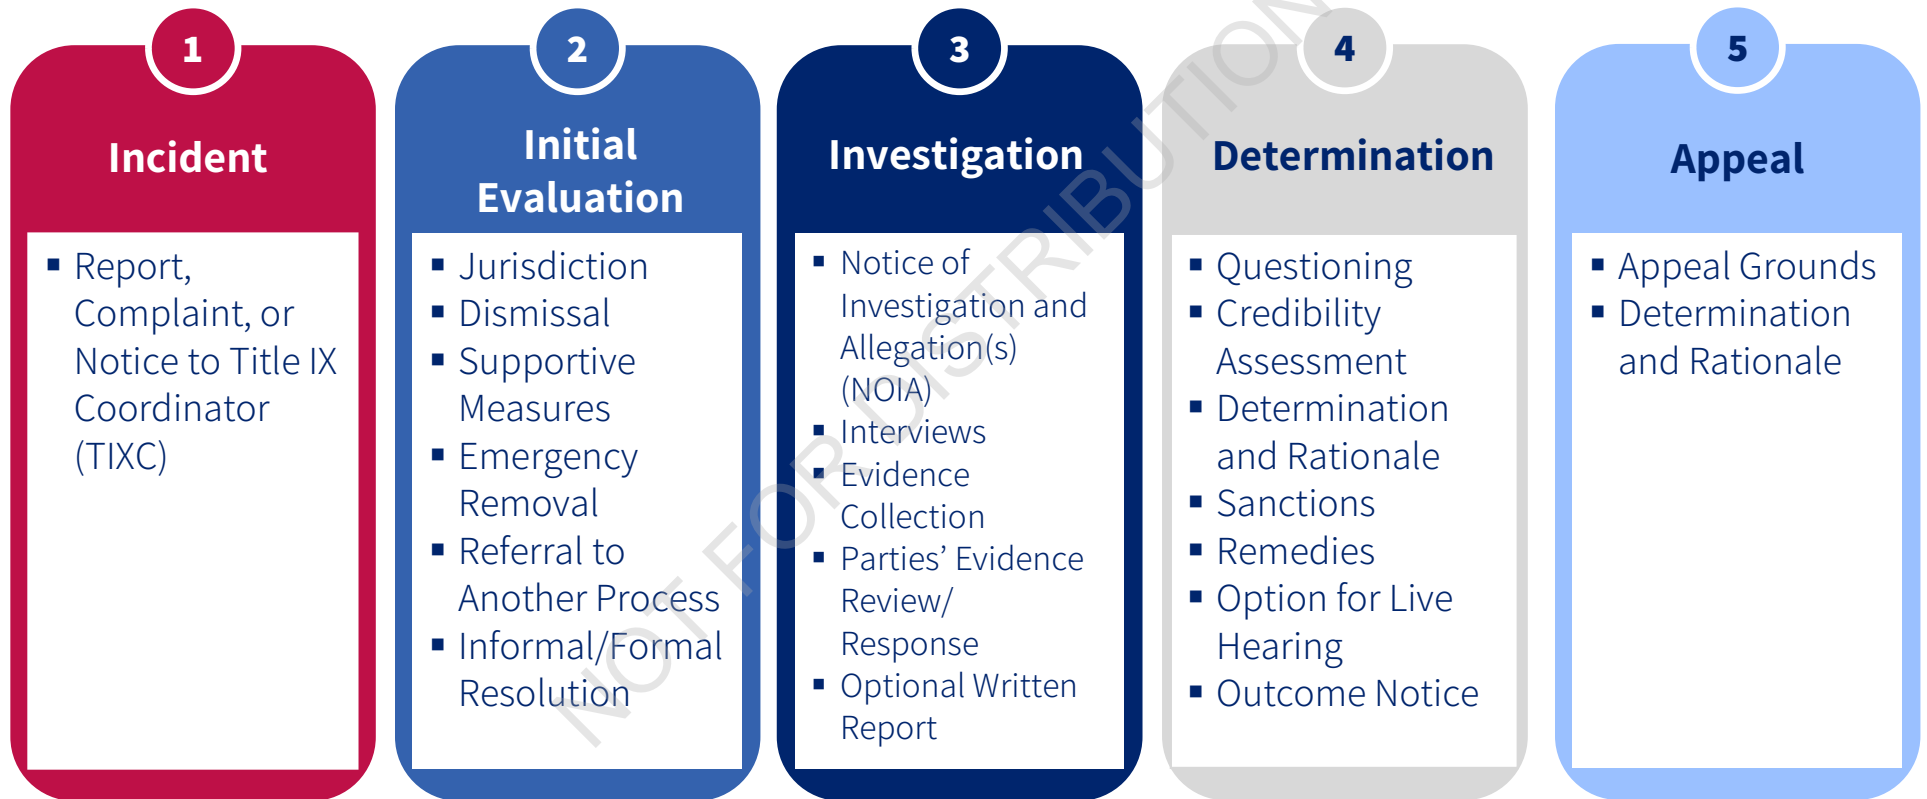 1
Incident
▪ Report,
Complaint, or
Notice to Title IX
Coordinator
(TIXC)
2
Initial
Evaluation
▪ Jurisdiction
▪ Dismissal
▪ Supportive
Measures
▪ Emergency
Removal
▪ Referral to
Another Process
▪ Informal/Formal
Resolution
3
Investigation
▪ Notice of
Investigation and
Allegation(s)
(NOIA)
▪ Interviews
▪ Evidence
Collection
▪ Parties’ Evidence
Review/
Response
▪ Optional Written
Report
4
Determination
▪ Questioning
▪ Credibility
Assessment
▪ Determination
and Rationale
▪ Sanctions
▪ Remedies
▪ Option for Live
Hearing
▪ Outcome Notice
5
Appeal
▪ Appeal Grounds
▪ Determination
and Rationale
NOT FOR DISTRIBUTION